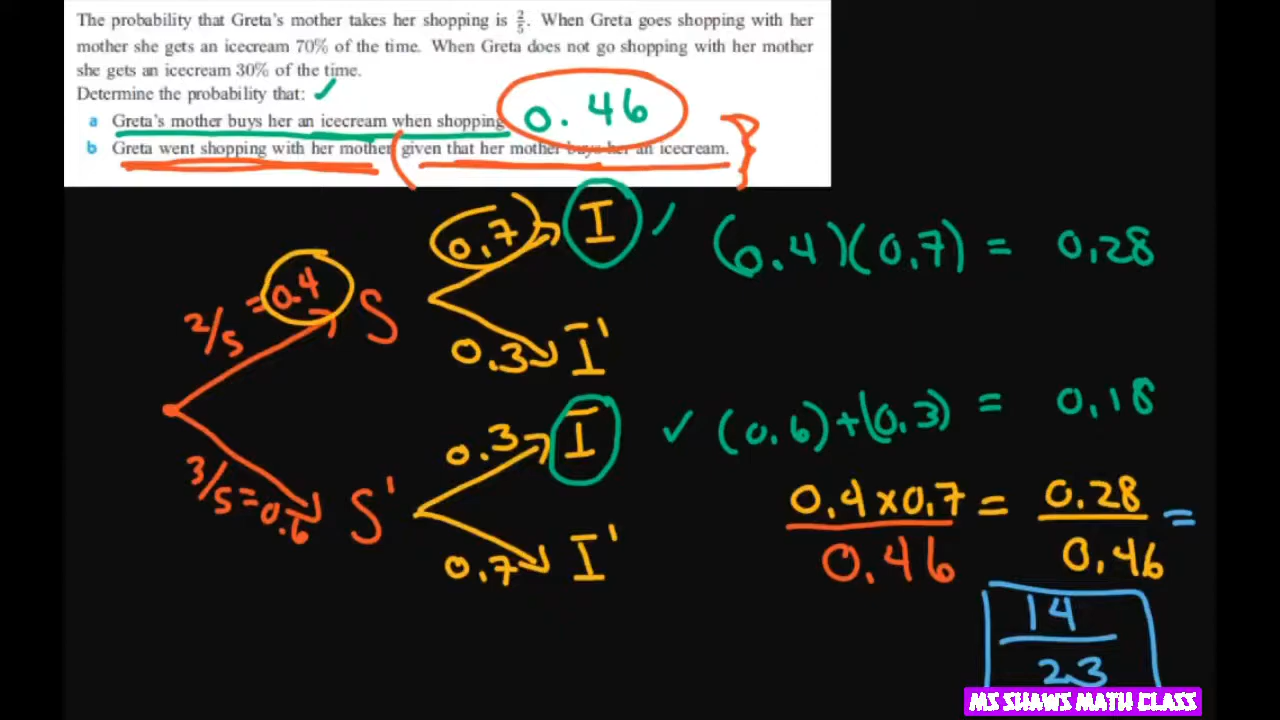 The probability that Greta's mother takes her shopping is 2/5. When Greta goes shopping with her
mother she gets an icecream 70% of the time. When Greta does not go shopping with her mother
she gets an icecream 30% of the time.
Determine the probability that: ✓
a Greta's mother buys her an icecream when shopping 0.46
b Greta went shopping with her mother (given that her mother buys her an icecream. }
0.7 I ✓ (0.4)(0.7) = 0.28
2/5 = 0.4 S
0.3 I'
0.3 I ✓ (0.6)+(0.3) = 0.18
3/5 = 0.6 S'
0.7 I'
0.4x0.7 = 0.28 =
0.46 0.46
14
23
MS SHAWS MATH CLASS